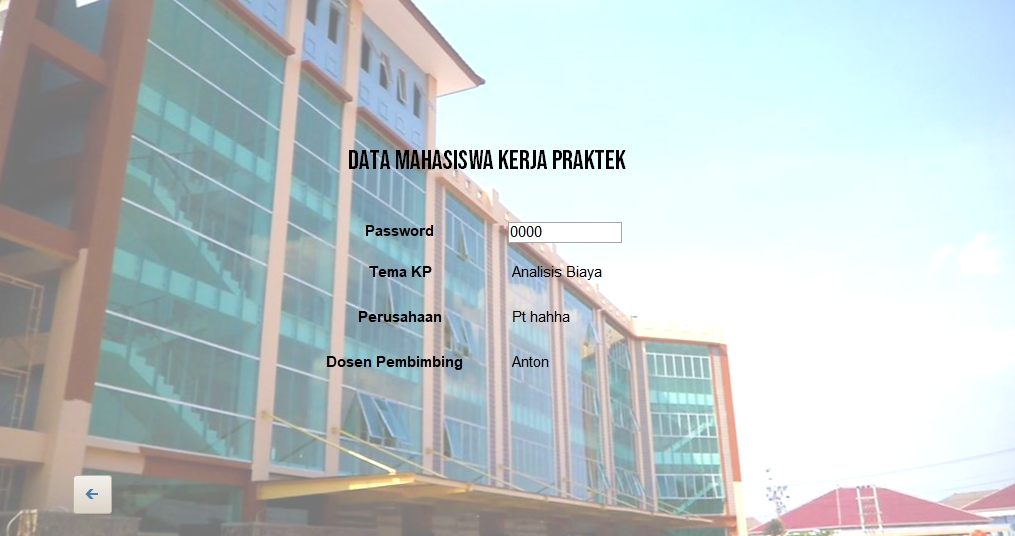 DATA MAHASISWA KERJA PRAKTEK
Password 0000
Tema KP Analisis Biaya
Perusahaan Pt hahha
Dosen Pembimbing Anton